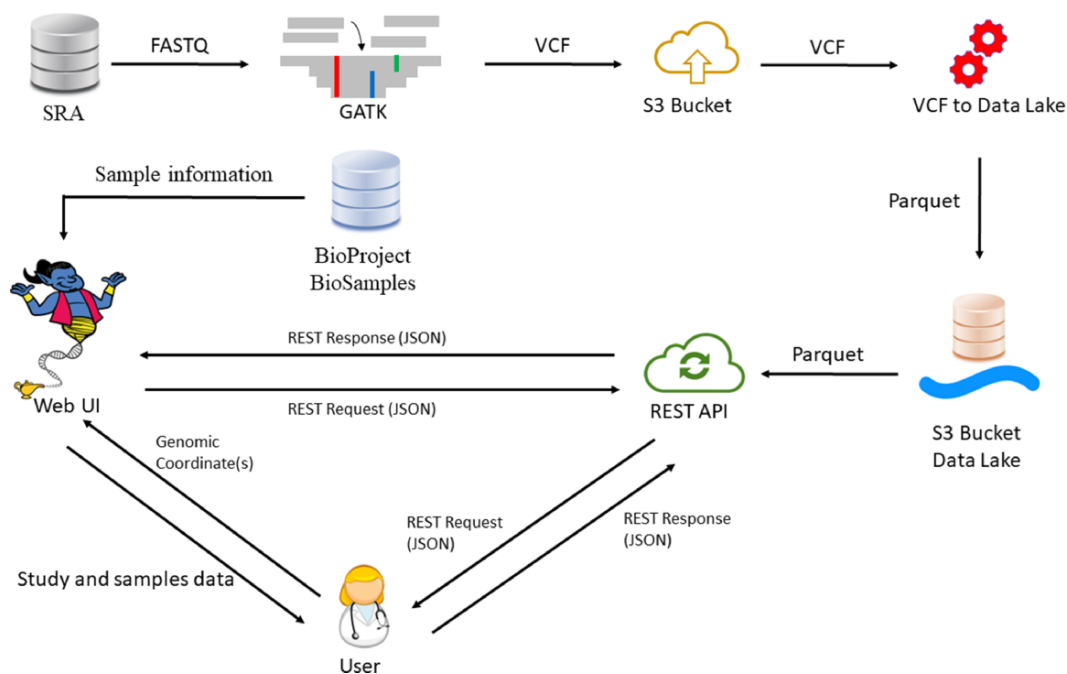 FASTQ
VCF
VCF
SRA
GATK
S3 Bucket
VCF to Data Lake
Sample information
Parquet
BioProject
BioSamples
REST Response (JSON)
Parquet
REST Request (JSON)
Web UI
REST API
S3 Bucket
Data Lake
Genomic
Coordinate(s)
REST Request
(JSON)
REST Response
(JSON)
Study and samples data
User